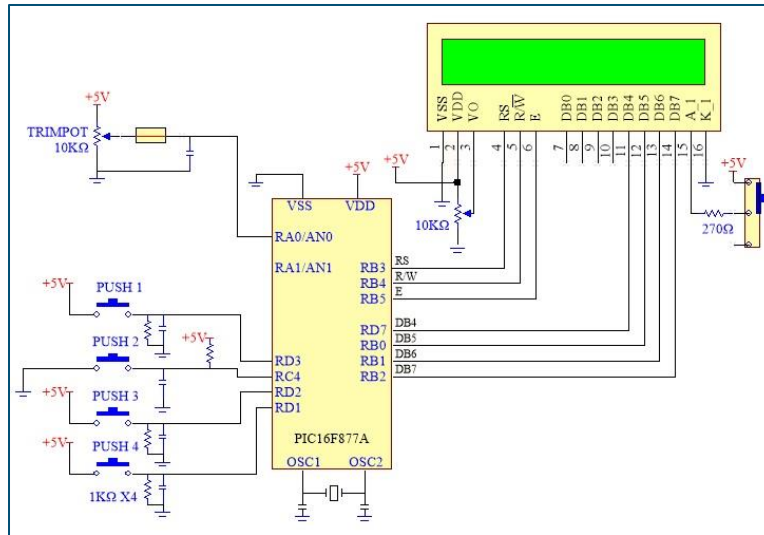 VSS
VDD
VO
RS
R/W
E
DB0
DB1
DB2
DB3
DB4
DB5
DB6
DB7
A_1
K_1
1
2
3
4
5
6
7
8
9
10
11
12
13
14
15
16
+5V
TRIMPOT
10KΩ
+5V
+5V
+5V
VSS
VDD
10KΩ
270Ω
RA0/AN0
RA1/AN1
RB3
RS
RB4
R/W
RB5
E
+5V
PUSH 1
PUSH 2
+5V
RD7
DB4
RB0
DB5
RB1
DB6
RB2
DB7
RD3
RC4
RD2
RD1
+5V
PUSH 3
+5V
PUSH 4
1KΩ X4
PIC16F877A
OSC1
OSC2